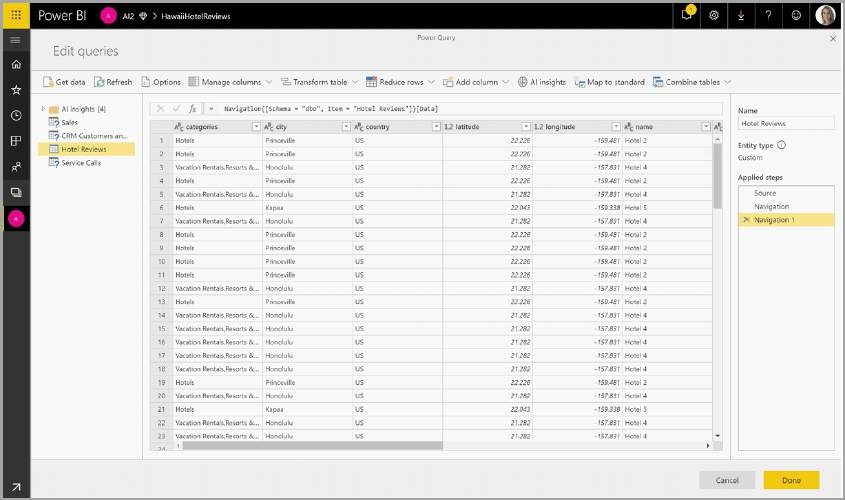 Power BI A AI2 > HawaiiHotelReviews
Power Query
Edit queries
Get data Refresh Options Manage columns Transform table Reduce rows Add column AI insights Map to standard Combine tables
AI insights [4]
Sales
CRM Customers an...
Hotel Reviews
Service Calls
A
fx = Navigation{[Schema = "dbo", Item = "Hotel Reviews"]}[Data]
categories city country 1.2 latitude 1.2 longitude name
1 Hotels Princeville US 22.226 -159.481 Hotel 2
2 Hotels Princeville US 22.226 -159.481 Hotel 2
3 Vacation Rentals,Resorts &... Honolulu US 21.282 -157.831 Hotel 4
4 Hotels Princeville US 22.226 -159.481 Hotel 2
5 Vacation Rentals,Resorts &... Honolulu US 21.282 -157.831 Hotel 4
6 Hotels Kapaa US 22.043 -159.338 Hotel 5
7 Vacation Rentals,Resorts &... Honolulu US 21.282 -157.831 Hotel 4
8 Hotels Princeville US 22.226 -159.481 Hotel 2
9 Hotels Princeville US 22.226 -159.481 Hotel 2
10 Hotels Princeville US 22.226 -159.481 Hotel 2
11 Hotels Princeville US 22.226 -159.481 Hotel 2
12 Vacation Rentals,Resorts &... Honolulu US 21.282 -157.831 Hotel 4
13 Hotels Princeville US 22.226 -159.481 Hotel 2
14 Vacation Rentals,Resorts &... Honolulu US 21.282 -157.831 Hotel 4
15 Vacation Rentals,Resorts &... Honolulu US 21.282 -157.831 Hotel 4
16 Vacation Rentals,Resorts &... Honolulu US 21.282 -157.831 Hotel 4
17 Vacation Rentals,Resorts &... Honolulu US 21.282 -157.831 Hotel 4
18 Vacation Rentals,Resorts &... Honolulu US 21.282 -157.831 Hotel 4
19 Hotels Princeville US 22.226 -159.481 Hotel 2
20 Vacation Rentals,Resorts &... Honolulu US 21.282 -157.831 Hotel 4
21 Hotels Kapaa US 22.043 -159.338 Hotel 5
22 Vacation Rentals,Resorts &... Honolulu US 21.282 -157.831 Hotel 4
23 Vacation Rentals,Resorts &... Honolulu US 21.282 -157.831 Hotel 4
24
Name
Hotel Reviews
Entity type
Custom
Applied steps
Source
Navigation
Navigation 1
Cancel Done